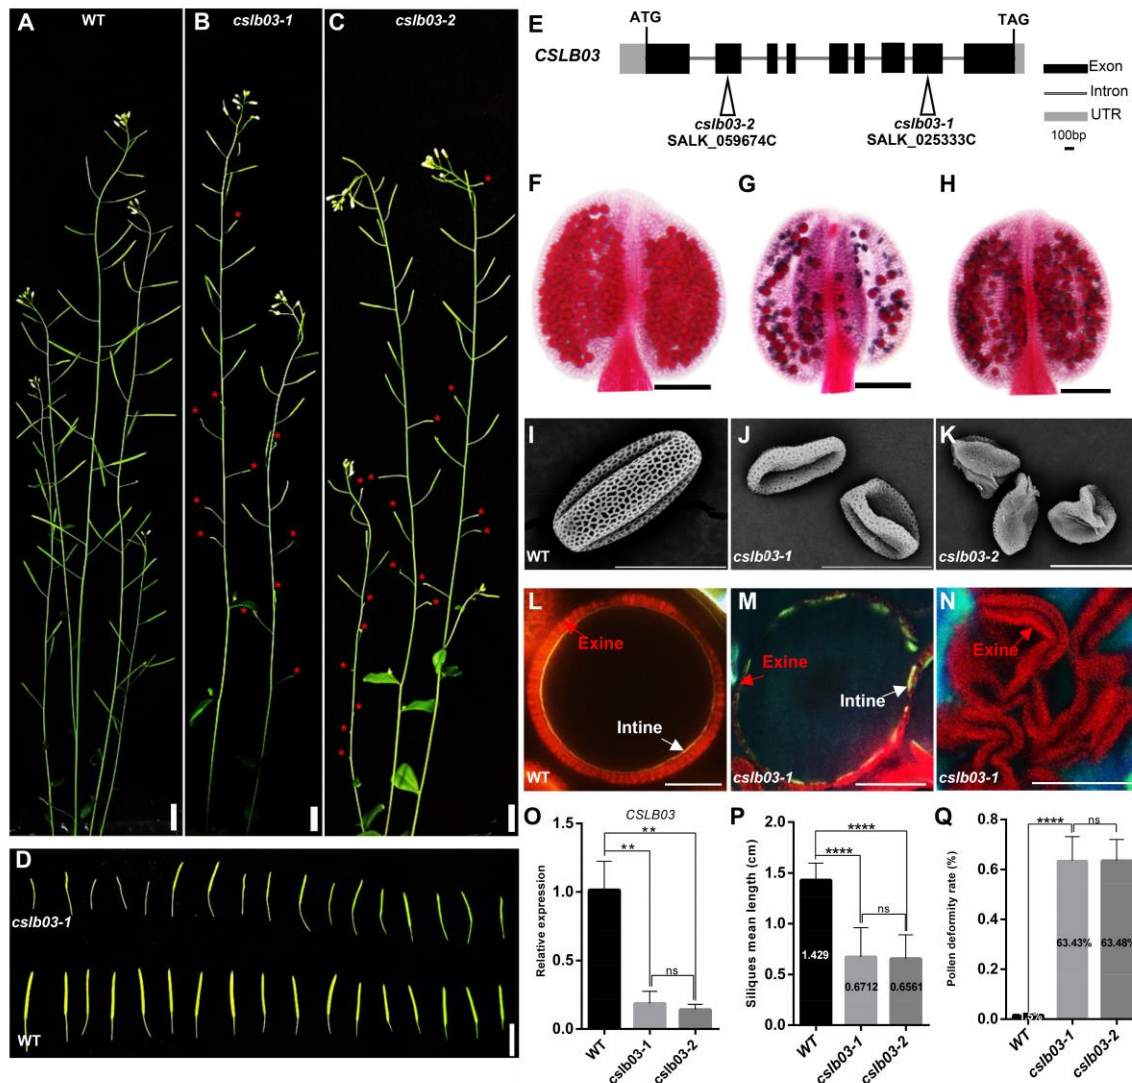 A
WT
B
cslb03-1
C
cslb03-2
E
ATG
TAG
CSLB03
Exon
Intron
UTR
100bp
cslb03-2
SALK_059674C
cslb03-1
SALK_025333C
F
G
H
I
WT
J
cslb03-1
K
cslb03-2
L
Exine
Intine
WT
M
Exine
Intine
cslb03-1
N
Exine
cslb03-1
D
cslb03-1
WT
O
CSLB03
Relative expression
1.5
1.0
0.5
0.0
**
**
ns
WT
cslb03-1
cslb03-2
P
Siliques mean length (cm)
2.0
1.5
1.0
0.5
0.0
****
****
ns
1.429
0.6712
0.6561
WT
cslb03-1
cslb03-2
Q
Pollen deformity rate (%)
0.8
0.6
0.4
0.2
0.0
****
ns
63.43%
63.48%
WT
cslb03-1
cslb03-2